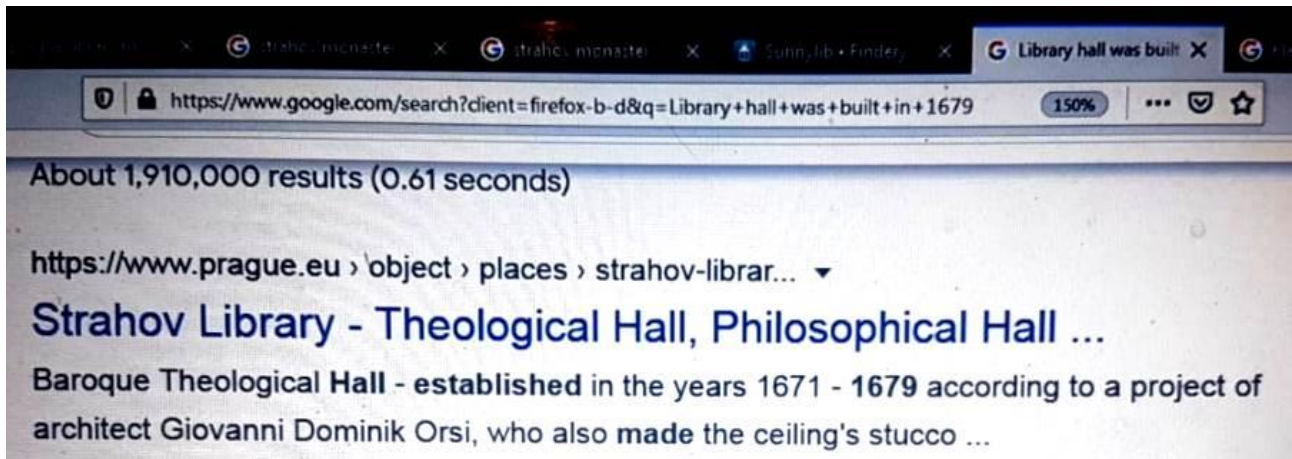 strahov monaste
strahov monaste
Sunnylib • Findery
Library hall was built
https://www.google.com/search?client=firefox-b-d&q=Library+hall+was+built+in+1679
150%
About 1,910,000 results (0.61 seconds)
https://www.prague.eu › object › places › strahov-librar...
Strahov Library - Theological Hall, Philosophical Hall ...
Baroque Theological Hall - established in the years 1671 - 1679 according to a project of
architect Giovanni Dominik Orsi, who also made the ceiling's stucco ...